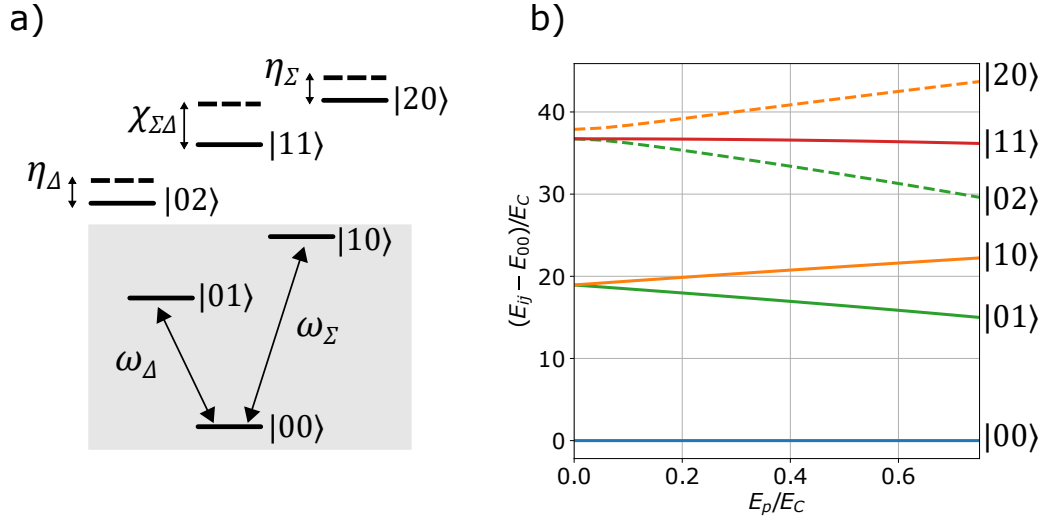 a)
η_Σ
|20⟩
χ_ΣΔ
|11⟩
η_Δ
|02⟩
|10⟩
|01⟩
ω_Σ
ω_Δ
|00⟩
b)
(E_ij − E_00)/E_C
40
30
20
10
0
0.0 0.2 0.4 0.6
E_p/E_C
|20⟩
|11⟩
|02⟩
|10⟩
|01⟩
|00⟩